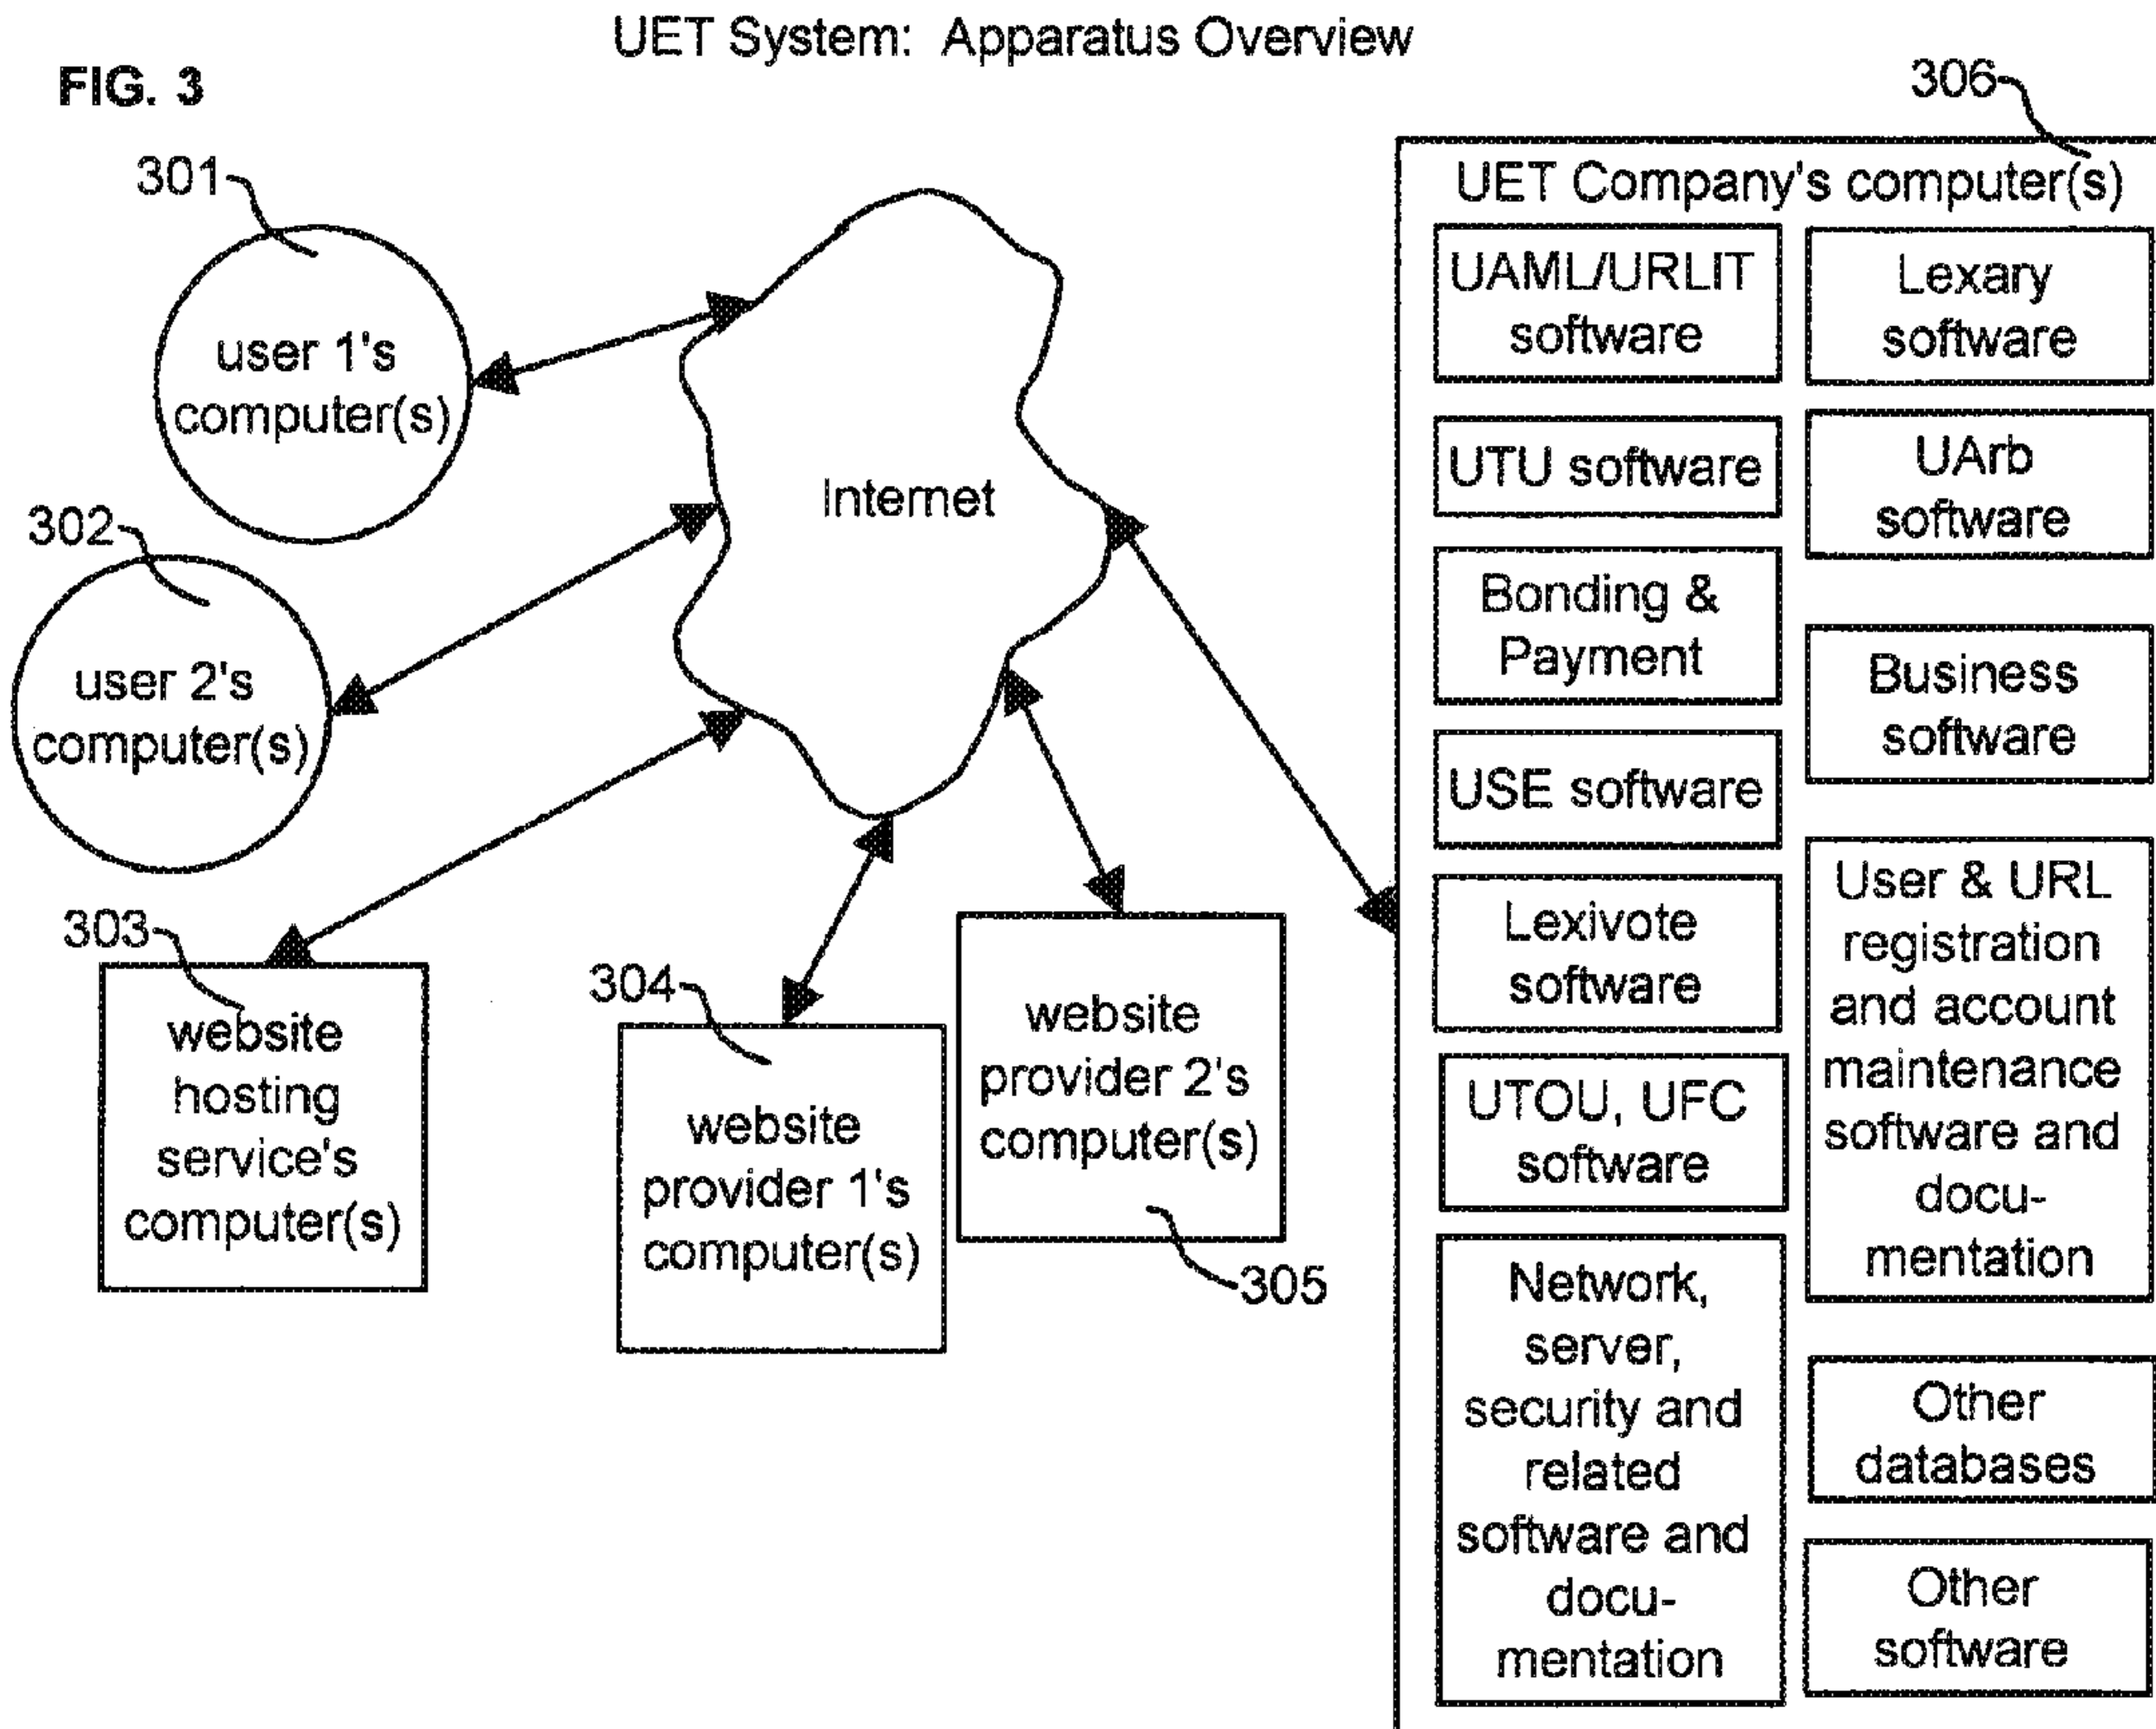 UET System: Apparatus Overview
FIG. 3
301
user 1's
computer(s)
302
user 2's
computer(s)
Internet
303
website
hosting
service's
computer(s)
304
website
provider 1's
computer(s)
website
provider 2's
computer(s)
305
306
UET Company's computer(s)
UAML/URLIT
software
UTU software
Bonding &
Payment
USE software
Lexivote
software
UTOU, UFC
software
Network,
server,
security and
related
software and
docu-
mentation
Lexary
software
UArb
software
Business
software
User & URL
registration
and account
maintenance
software and
docu-
mentation
Other
databases
Other
software